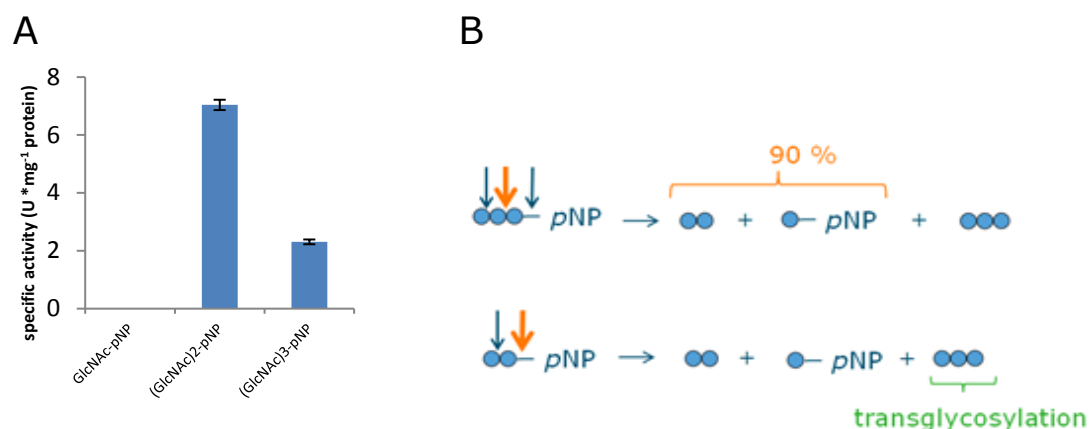 A
specific activity (U * mg⁻¹ protein)
8
6
4
2
0
GlcNAc-pNP
(GlcNAc)2-pNP
(GlcNAc)3-pNP
B
90 %
pNP
+
pNP
+
pNP
+
pNP
+
transglycosylation